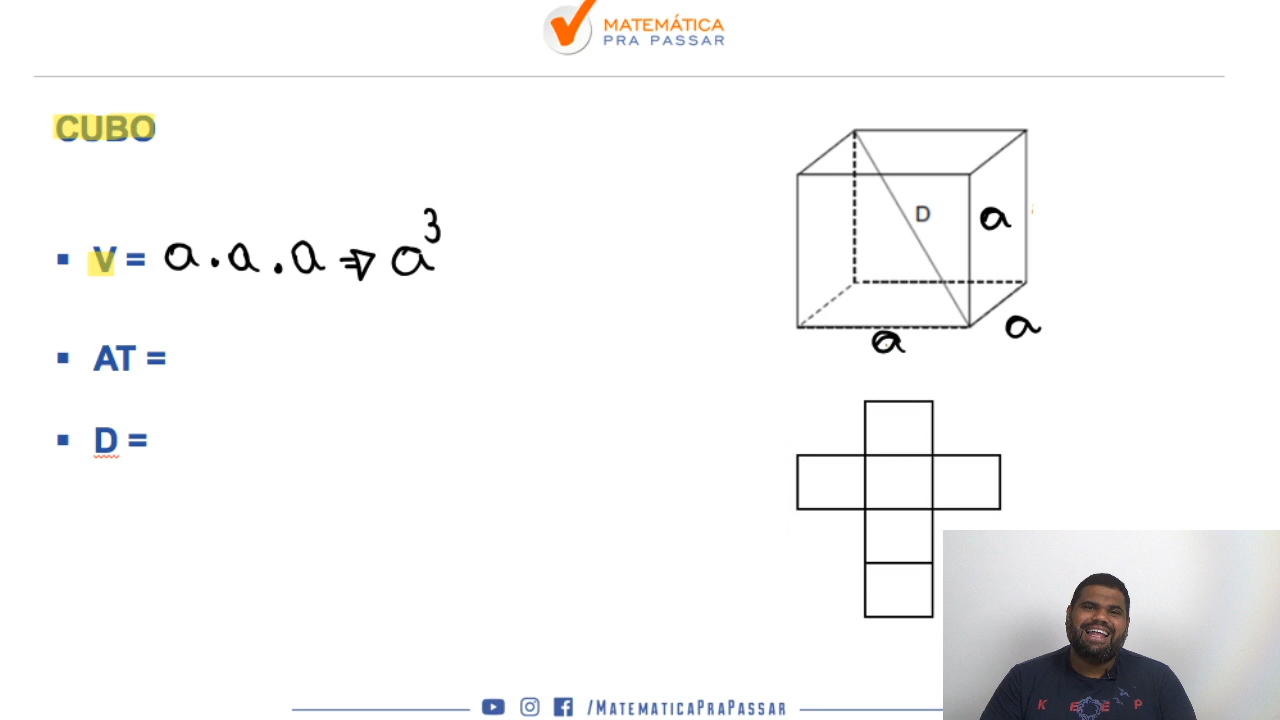 MATEMÁTICA
PRA PASSAR
CUBO
V = a.a.a ⇒ a³
AT =
D =
D
a
a
a
K E E P
/MATEMATICAPRAPASSAR